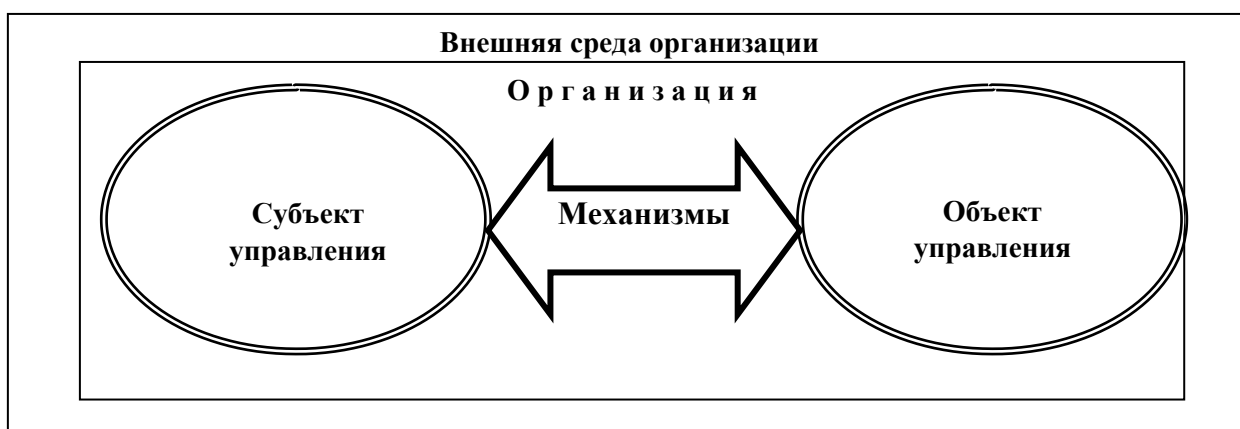 Внешняя среда организации
О р г а н и з а ц и я
Субъект
управления
Механизмы
Объект
управления